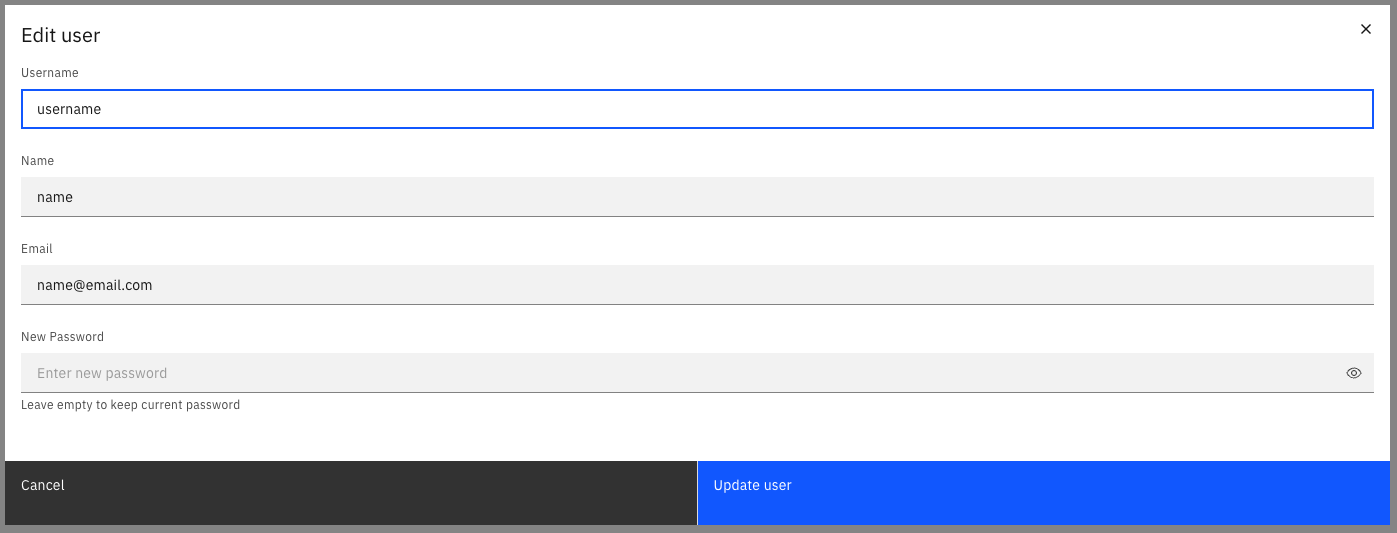 Edit user
Username
username
Name
name
Email
name@email.com
New Password
Enter new password
Leave empty to keep current password
Cancel
Update user